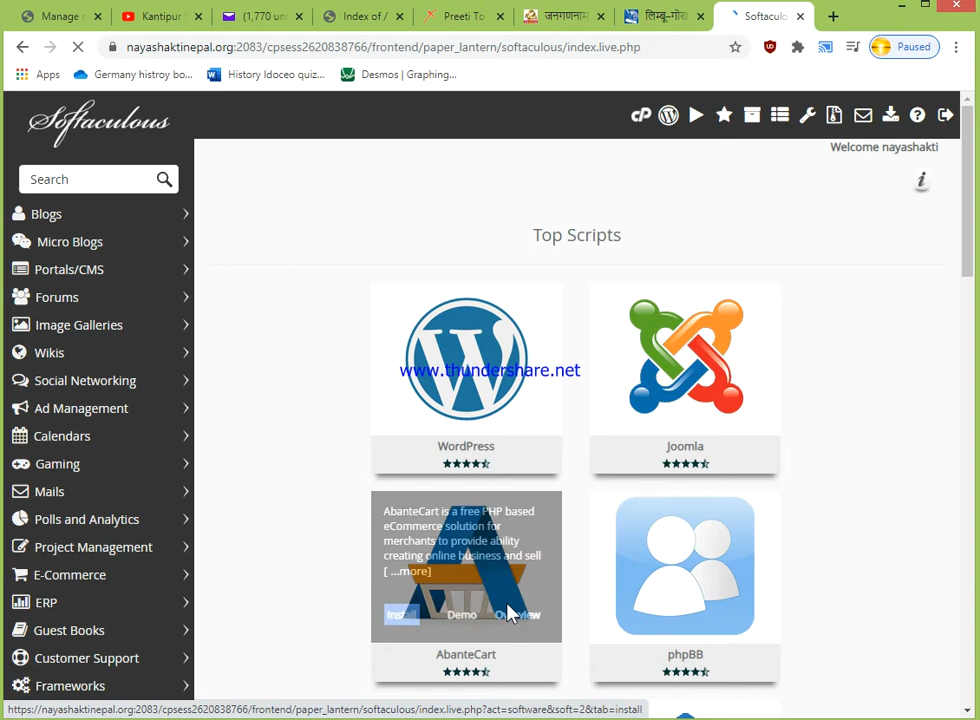 Manage
Kantipur
(1,770 un
Index of /
Preeti To
जनगणनाम
लिम्बू-गोर
Softaculo
nayashaktinepal.org:2083/cpsess2620838766/frontend/paper_lantern/softaculous/index.live.php
Paused
Apps
Germany histroy bo...
History Idoceo quiz...
Desmos | Graphing...
Softaculous
Welcome nayashakti
Search
Top Scripts
Blogs
Micro Blogs
Portals/CMS
Forums
Image Galleries
Wikis
Social Networking
Ad Management
Calendars
Gaming
Mails
Polls and Analytics
Project Management
E-Commerce
ERP
Guest Books
Customer Support
Frameworks
www.thundershare.net
WordPress
Joomla
AbanteCart is a free PHP based
eCommerce solution for
merchants to provide ability
creating online business and sell
[ ...more]
Install Demo Overview
AbanteCart
phpBB
https://nayashaktinepal.org:2083/cpsess2620838766/frontend/paper_lantern/softaculous/index.live.php?act=software&soft=2&tab=install